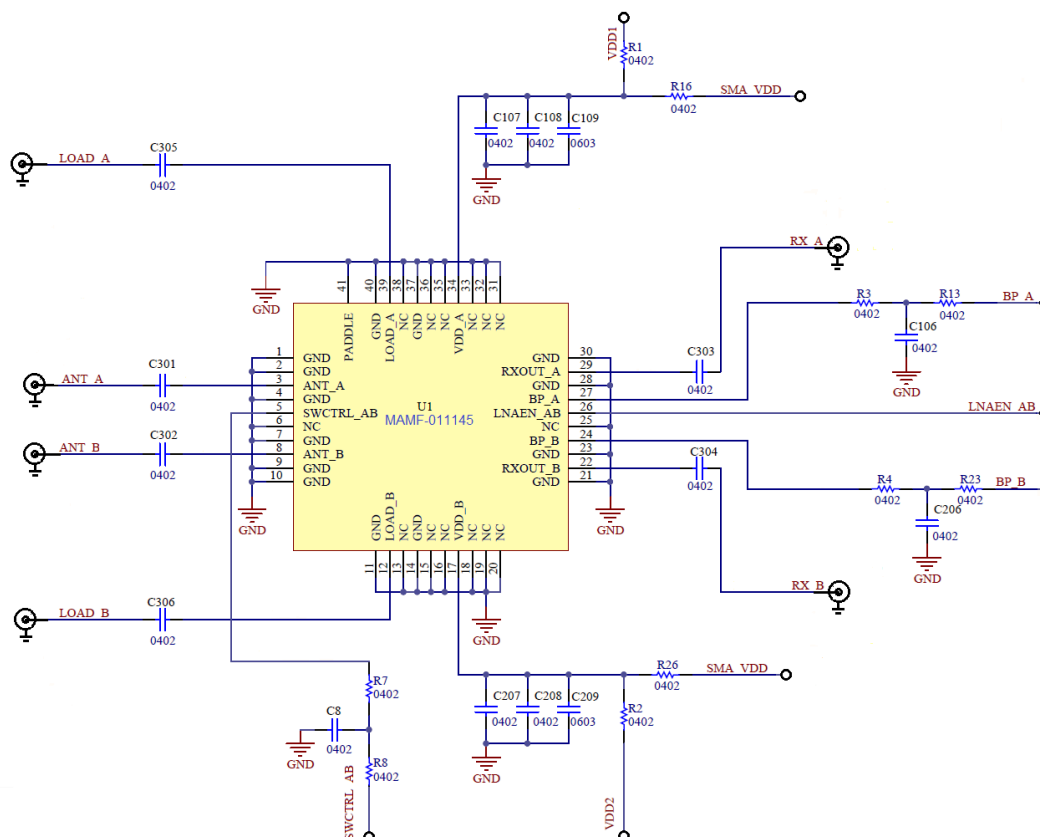 VDD1
R1
0402
R16
0402
SMA_VDD
C107
0402
C108
0402
C109
0603
GND
LOAD_A
C305
0402
RX_A
GND
41
40
39
38
37
36
35
34
33
32
31
PADDLE
GND
LOAD_A
NC
GND
NC
NC
VDD_A
NC
NC
NC
R3
0402
R13
0402
BP_A
C106
0402
GND
ANT_A
C301
0402
ANT_B
C302
0402
GND
1 GND
2 GND
3 ANT_A
4 GND
5 SWCTRL_AB
6 NC
7 GND
8 ANT_B
9 GND
10 GND
U1
MAMF-011145
GND 30
RXOUT_A 29
GND 28
BP_A 27
LNAEN_AB 26
NC 25
BP_B 24
GND 23
RXOUT_B 22
GND 21
C303
0402
LNAEN_AB
C304
0402
GND
R4
0402
R23
0402
BP_B
C206
0402
GND
GND
LOAD_B
NC
GND
NC
NC
VDD_B
NC
NC
NC
11
12
13
14
15
16
17
18
19
20
GND
RX_B
LOAD_B
C306
0402
R7
0402
C8
0402
GND
R8
0402
SWCTRL_AB
C207
0402
C208
0402
C209
0603
GND
R26
0402
SMA_VDD
R2
0402
VDD2